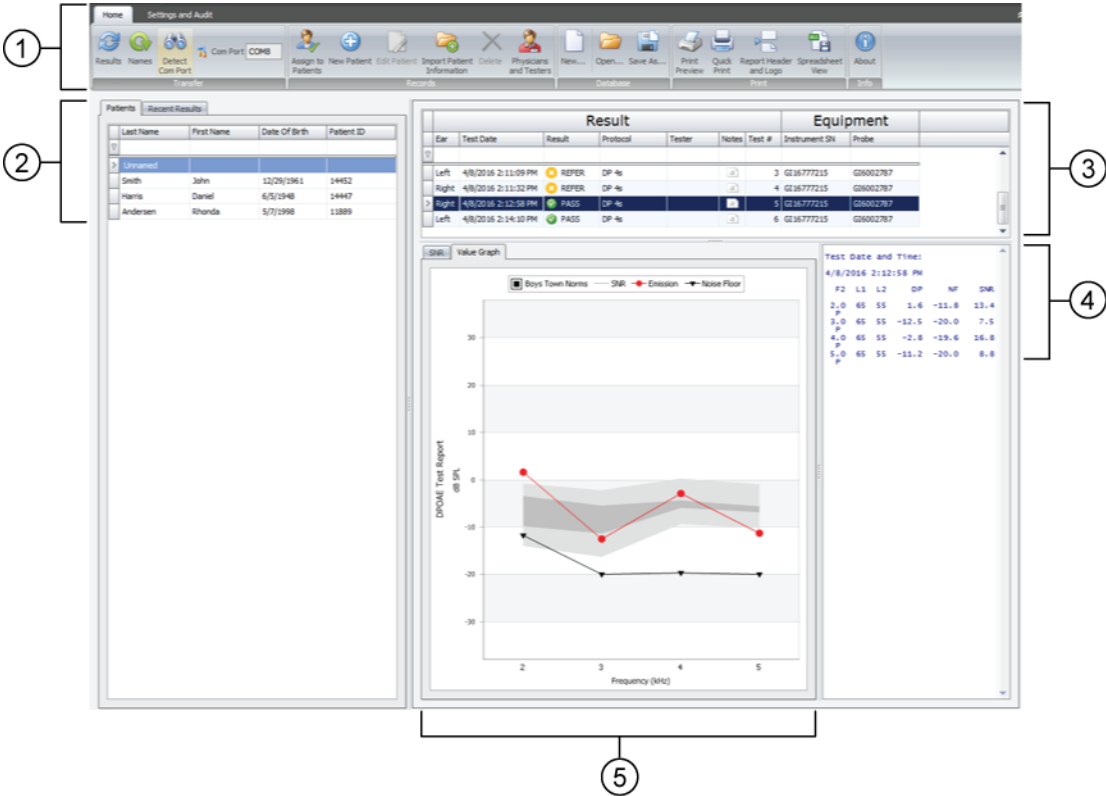 Home Settings and Audit
Results Names Detect Com Port Com Port COM8 Assign to Patients New Patient Edit Patient Import Patient Information Delete Physicians and Testers New... Open... Save As... Print Preview Quick Print Report Header and Logo Spreadsheet View About
Transfer Records Database Print Info
1
Patients Recent Results
Last Name First Name Date Of Birth Patient ID
Unnamed
Smith John 12/29/1961 14452
Harris Daniel 6/5/1948 14447
Andersen Rhonda 5/7/1998 11889
2
Result Equipment
Ear Test Date Result Protocol Tester Notes Test # Instrument SN Probe
Left 4/8/2016 2:11:09 PM REFER DP 4s 3 GI16777215 GI6002787
Right 4/8/2016 2:11:32 PM REFER DP 4s 4 GI16777215 GI6002787
Right 4/8/2016 2:12:58 PM PASS DP 4s 5 GI16777215 GI6002787
Left 4/8/2016 2:14:10 PM PASS DP 4s 6 GI16777215 GI6002787
3
SNR Value Graph
Boys Town Norms SNR Emission Noise Floor
30
20
10
0
-10
-20
-30
DPOAE Test Report
dB SPL
2 3 4 5
Frequency (kHz)
Test Date and Time:
4/8/2016 2:12:58 PM
F2 L1 L2 DP NF SNR
2.0 65 55 1.6 -11.8 13.4
P
3.0 65 55 -12.5 -20.0 7.5
P
4.0 65 55 -2.8 -19.6 16.8
P
5.0 65 55 -11.2 -20.0 8.8
P
4
5